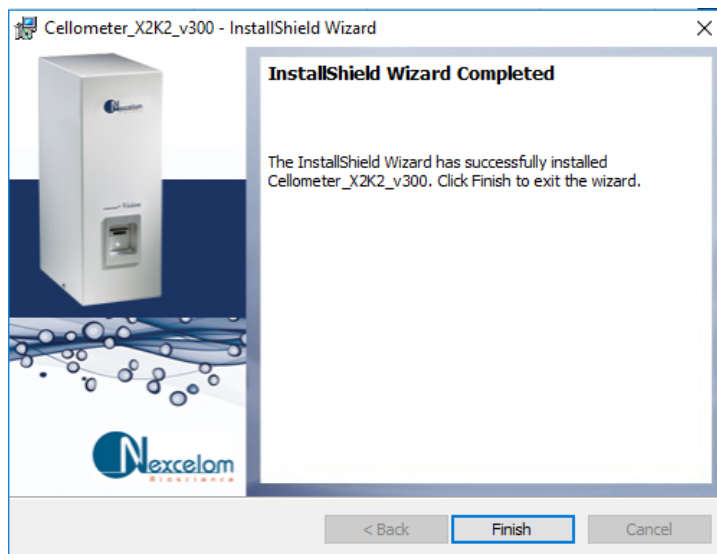 Cellometer_X2K2_v300 - InstallShield Wizard
Nexcelom
Vision
InstallShield Wizard Completed
The InstallShield Wizard has successfully installed
Cellometer_X2K2_v300. Click Finish to exit the wizard.
Nexcelom
Bioscience
< Back
Finish
Cancel